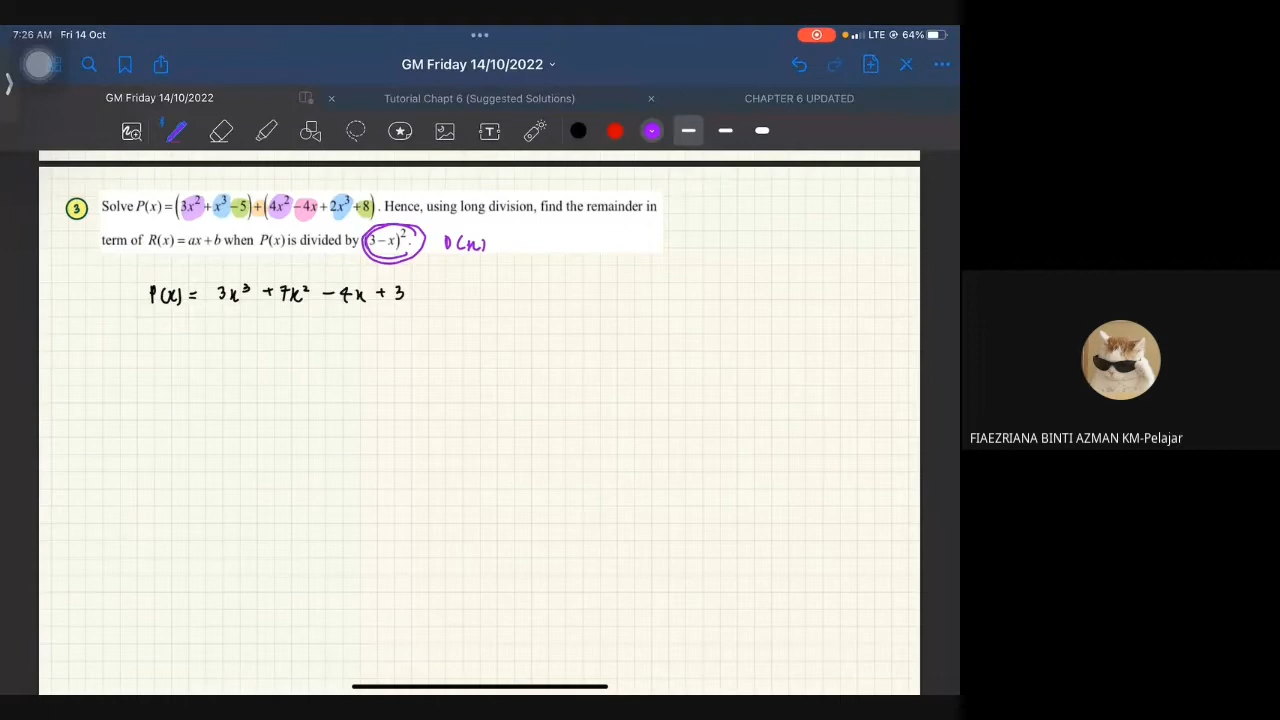 7:26 AM Fri 14 Oct
LTE 64%
GM Friday 14/10/2022
GM Friday 14/10/2022
Tutorial Chapt 6 (Suggested Solutions)
CHAPTER 6 UPDATED
3 Solve P(x) = (3x² + x³ − 5) + (4x² − 4x + 2x³ + 8). Hence, using long division, find the remainder in
term of R(x) = ax + b when P(x) is divided by (3 − x)². D(x)
P(x) = 3x³ + 7x² − 4x + 3
FIAEZRIANA BINTI AZMAN KM-Pelajar